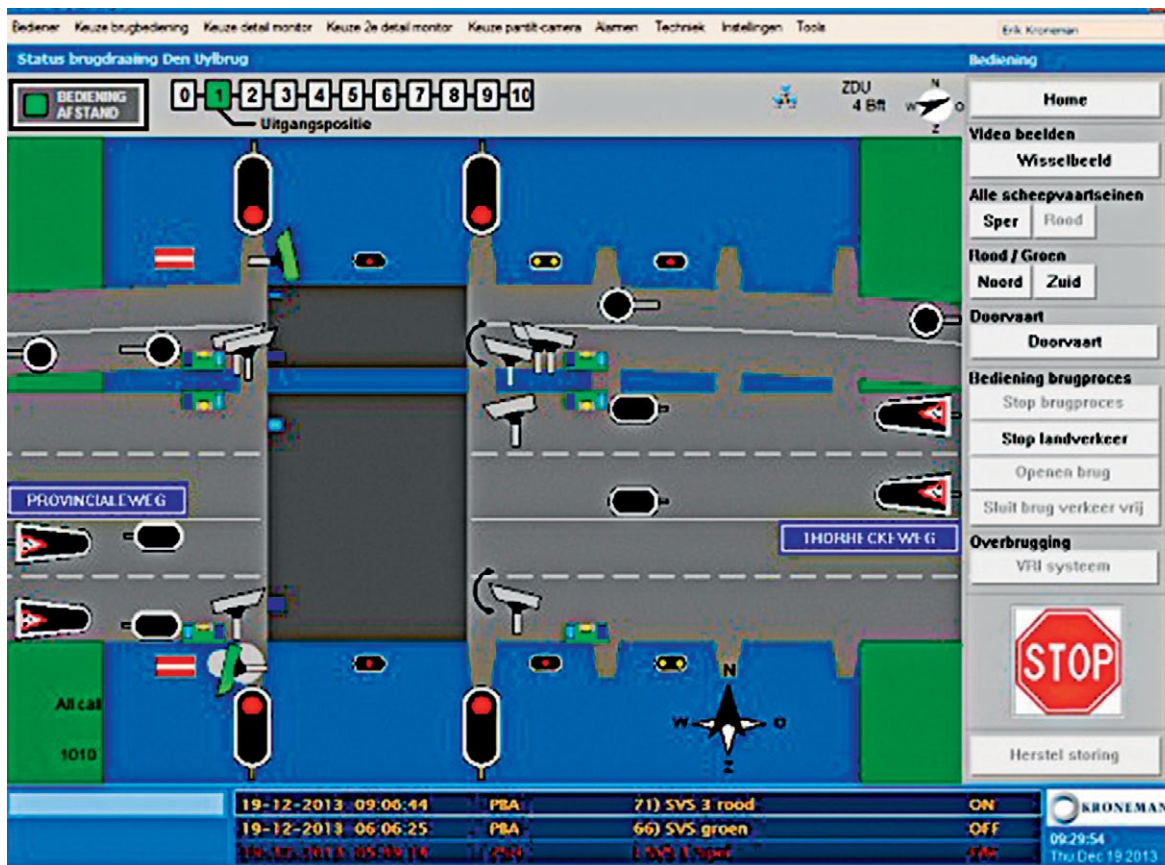 Bediener Keuze brugbediening Keuze detail monitor Keuze 2e detail monitor Keuze partit-camera Alarmen Techniek Instellingen Tools
Erik Kroneman
Status brugdraaiing Den Uylbrug
Bediening
BEDIENING
AFSTAND
0 1 2 3 4 5 6 7 8 9 10
Uitgangspositie
ZDU
4 Bft
N
W O
Z
Home
Video beelden
Wisselbeeld
Alle scheepvaartseinen
Sper Rood
Rood / Groen
Noord Zuid
Doorvaart
Doorvaart
Bediening brugproces
Stop brugproces
Stop landverkeer
Openen brug
Sluit brug verkeer vrij
Overbrugging
VRI systeem
STOP
Herstel storing
PROVINCIALEWEG
THORBECKEWEG
N
W O
Z
All call
1010
19-12-2013 09:06:44 PBA 71) SVS 3 rood ON
19-12-2013 06:06:25 PBA 66) SVS groen OFF
19-12-2013
KRONEMAN
09:29:54
Thu Dec 19 2013